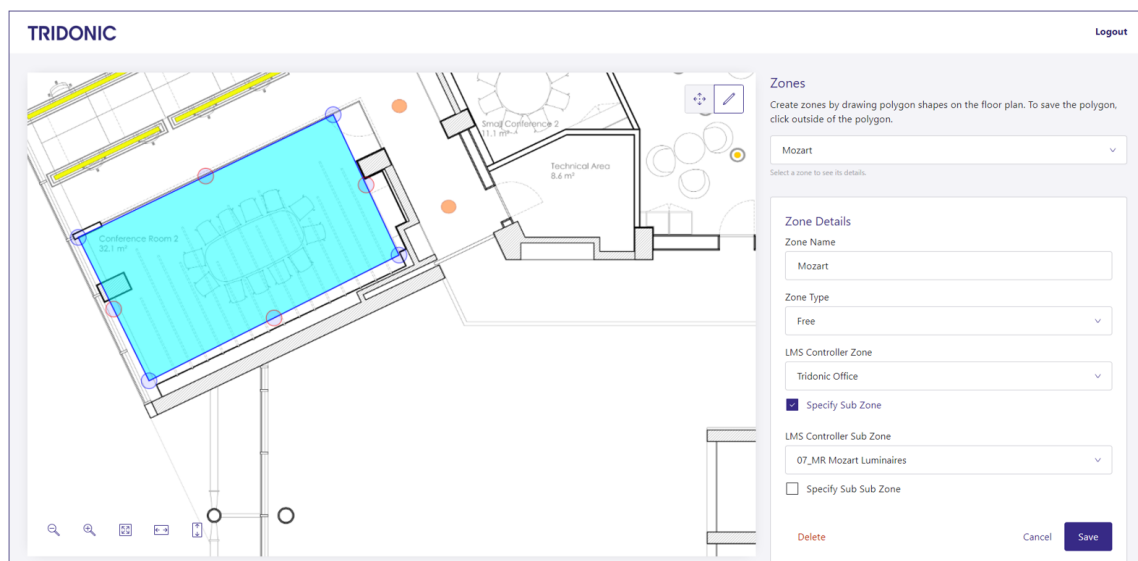 TRIDONIC
Logout
Small Conference 2
11.1 m²
Technical Area
8.6 m²
Conference Room 2
32.1 m²
Zones
Create zones by drawing polygon shapes on the floor plan. To save the polygon,
click outside of the polygon.
Mozart
Select a zone to see its details.
Zone Details
Zone Name
Mozart
Zone Type
Free
LMS Controller Zone
Tridonic Office
Specify Sub Zone
LMS Controller Sub Zone
07_MR Mozart Luminaires
Specify Sub Sub Zone
Delete
Cancel
Save